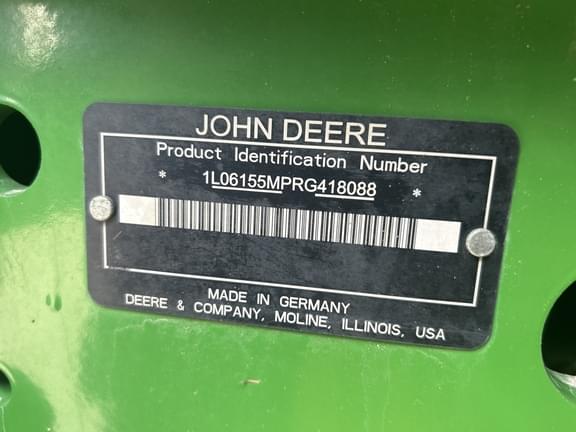 JOHN DEERE
Product Identification Number
* 1L06155MPRG418088 *
MADE IN GERMANY
DEERE & COMPANY, MOLINE, ILLINOIS, USA